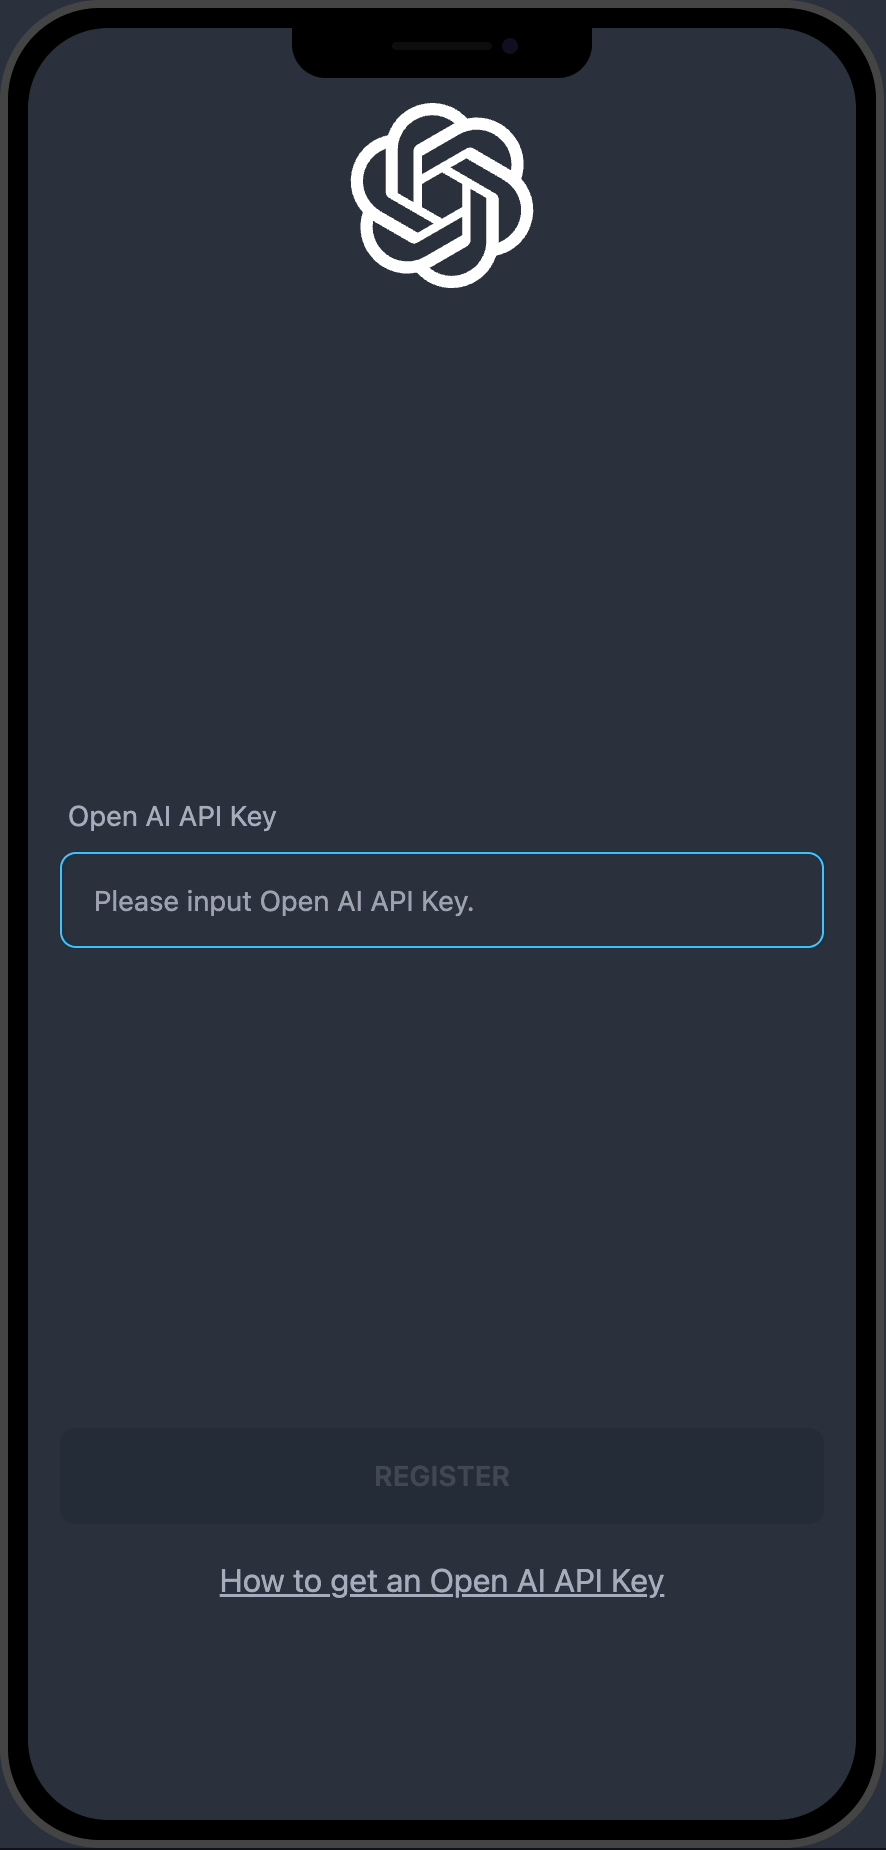 Open AI API Key
Please input Open AI API Key.
REGISTER
How to get an Open AI API Key